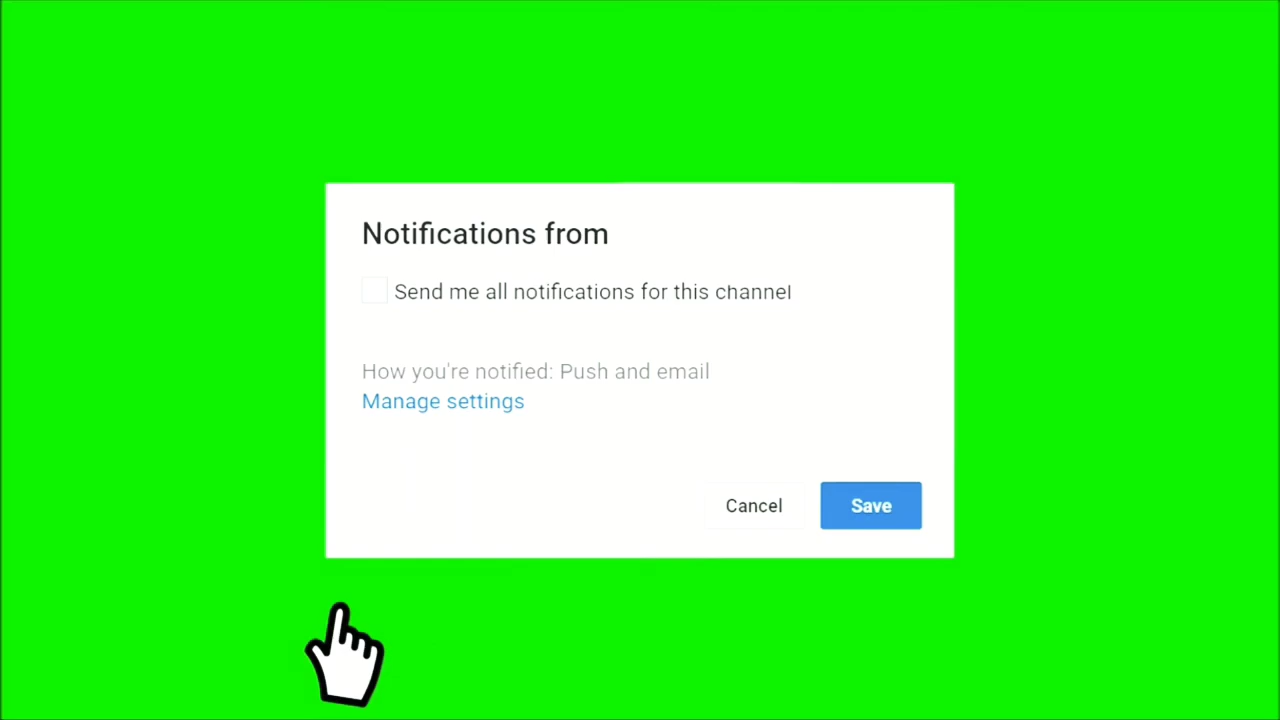 Notifications from
Send me all notifications for this channel
How you're notified: Push and email
Manage settings
Cancel
Save